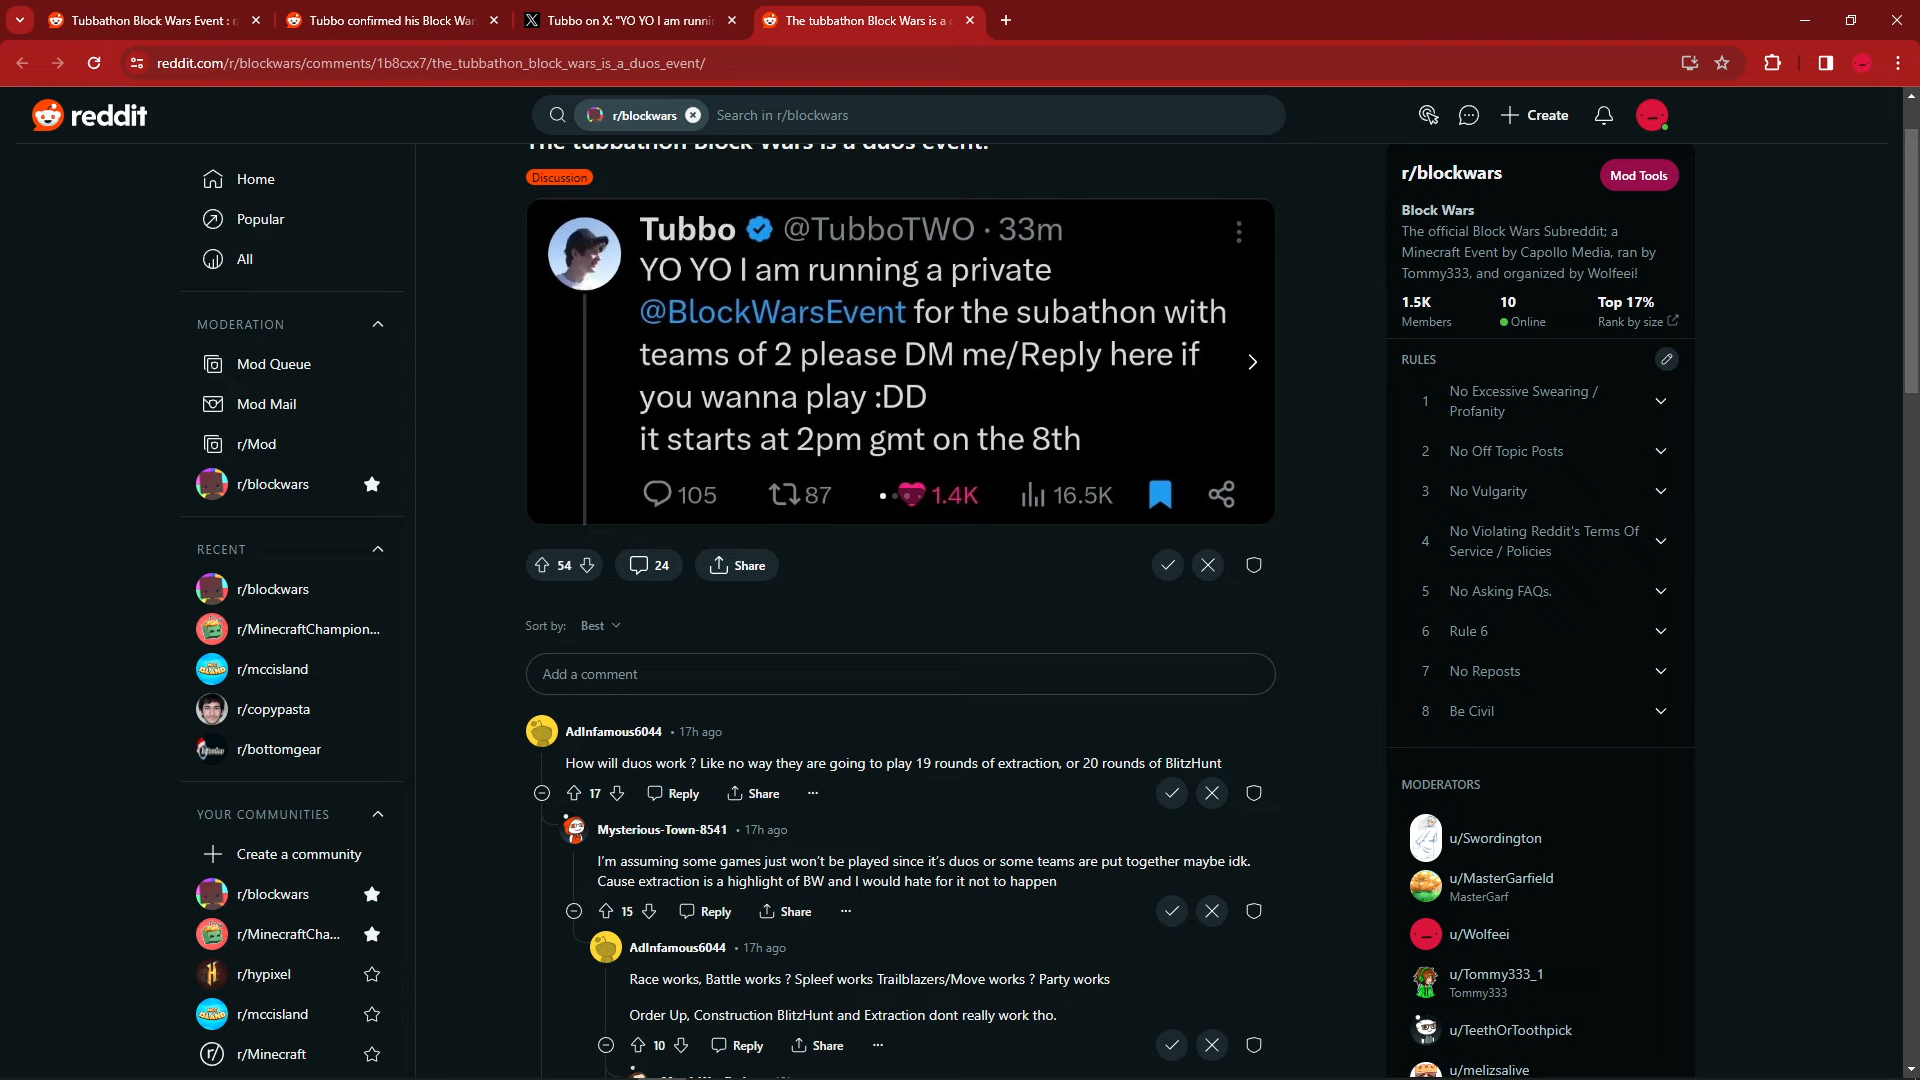 Tubbathon Block Wars Event : r
Tubbo confirmed his Block Wa
Tubbo on X: "YO YO I am runni
The tubbathon Block Wars is a
reddit.com/r/blockwars/comments/1b8cxx7/the_tubbathon_block_wars_is_a_duos_event/
reddit
r/blockwars
Search in r/blockwars
Create
Home
Popular
All
MODERATION
Mod Queue
Mod Mail
r/Mod
r/blockwars
RECENT
r/blockwars
r/MinecraftChampion...
r/mccisland
r/copypasta
r/bottomgear
YOUR COMMUNITIES
Create a community
r/blockwars
r/MinecraftCha...
r/hypixel
r/mccisland
r/Minecraft
The tubbathon Block Wars is a duos event.
Discussion
Tubbo @TubboTWO · 33m
YO YO I am running a private
@BlockWarsEvent for the subathon with
teams of 2 please DM me/Reply here if
you wanna play :DD
it starts at 2pm gmt on the 8th
105 87 1.4K 16.5K
54 24 Share
Sort by: Best
Add a comment
AdInfamous6044 • 17h ago
How will duos work ? Like no way they are going to play 19 rounds of extraction, or 20 rounds of BlitzHunt
17 Reply Share ...
Mysterious-Town-8541 • 17h ago
I'm assuming some games just won't be played since it's duos or some teams are put together maybe idk.
Cause extraction is a highlight of BW and I would hate for it not to happen
15 Reply Share ...
AdInfamous6044 • 17h ago
Race works, Battle works ? Spleef works Trailblazers/Move works ? Party works
Order Up, Construction BlitzHunt and Extraction dont really work tho.
10 Reply Share ...
r/blockwars
Mod Tools
Block Wars
The official Block Wars Subreddit; a
Minecraft Event by Capollo Media, ran by
Tommy333, and organized by Wolfeei!
1.5K 10 Top 17%
Members Online Rank by size
RULES
1 No Excessive Swearing /
Profanity
2 No Off Topic Posts
3 No Vulgarity
4 No Violating Reddit's Terms Of
Service / Policies
5 No Asking FAQs.
6 Rule 6
7 No Reposts
8 Be Civil
MODERATORS
u/Swordington
u/MasterGarfield
MasterGarf
u/Wolfeei
u/Tommy333_1
Tommy333
u/TeethOrToothpick
u/melizsalive